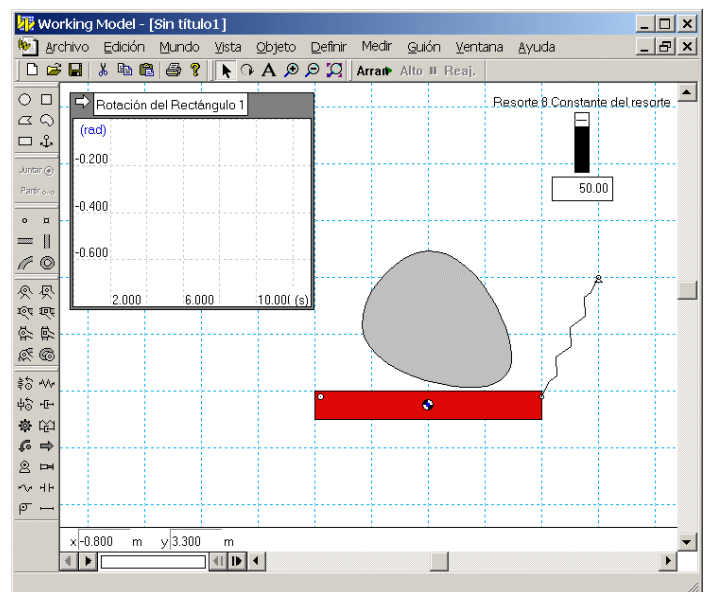 Working Model - [Sin título1]
Archivo Edición Mundo Vista Objeto Definir Medir Guión Ventana Ayuda
Arran Alto Reaj.
Rotación del Rectángulo 1
Resorte 8 Constante del resorte
(rad)
-0.200
-0.400
-0.600
2.000 6.000 10.00( (s)
50.00
Juntar
Partir
x -0.800 m y 3.300 m